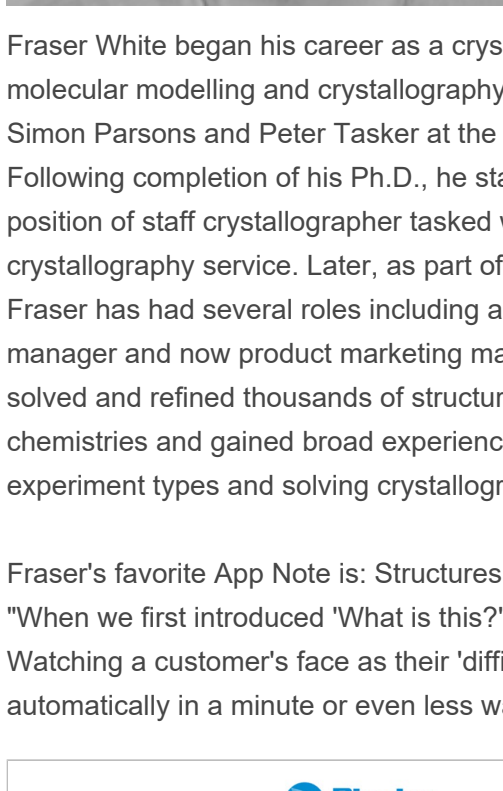 Fraser White began his career as a crys
molecular modelling and crystallography
Simon Parsons and Peter Tasker at the
Following completion of his Ph.D., he sta
position of staff crystallographer tasked w
crystallography service. Later, as part of
Fraser has had several roles including a
manager and now product marketing ma
solved and refined thousands of structur
chemistries and gained broad experienc
experiment types and solving crystallogr
Fraser's favorite App Note is: Structures
"When we first introduced 'What is this?'
Watching a customer's face as their 'diffi
automatically in a minute or even less wa